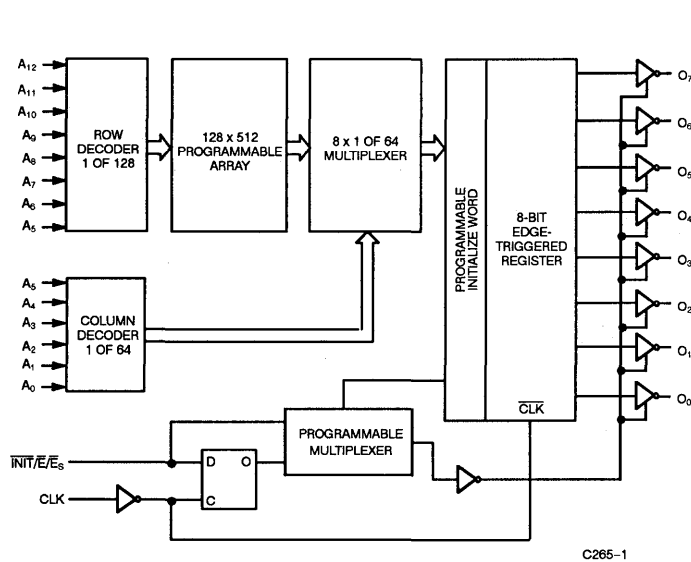 A12
A11
A10
A9
A8
A7
A6
A5
ROW
DECODER
1 OF 128
128 x 512
PROGRAMMABLE
ARRAY
8 x 1 OF 64
MULTIPLEXER
PROGRAMMABLE
INITIALIZE WORD
8-BIT
EDGE-
TRIGGERED
REGISTER
CLK
O7
O6
O5
O4
O3
O2
O1
O0
A5
A4
A3
A2
A1
A0
COLUMN
DECODER
1 OF 64
PROGRAMMABLE
MULTIPLEXER
INIT/E/ES
D O
C
CLK
C265-1